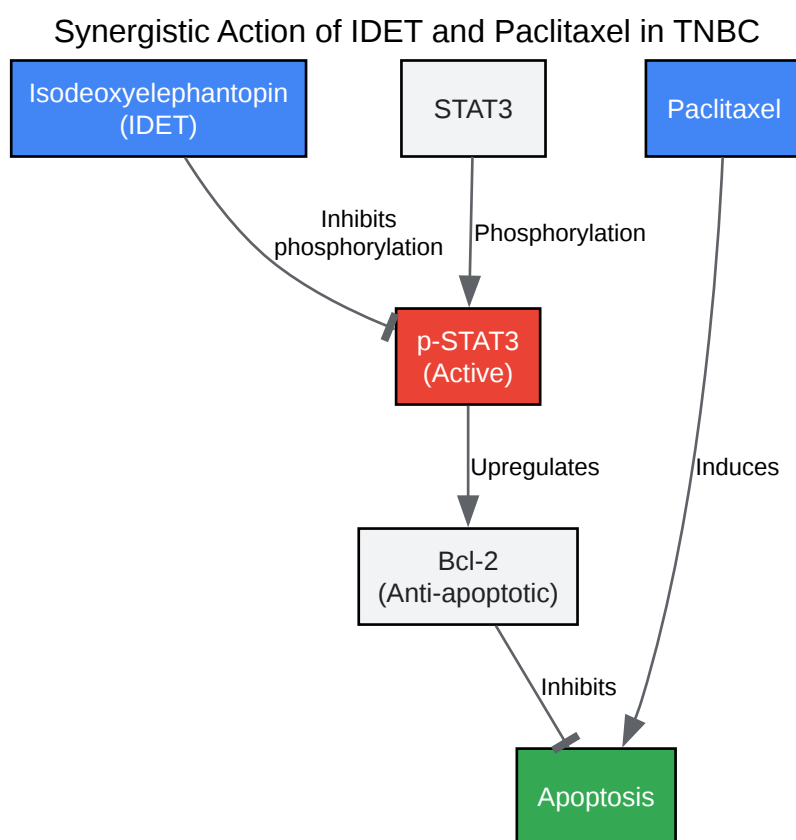 Synergistic Action of IDET and Paclitaxel in TNBC
Isodeoxyelephantopin
(IDET)
STAT3
Paclitaxel
Inhibits
phosphorylation
Phosphorylation
p-STAT3
(Active)
Upregulates
Induces
Bcl-2
(Anti-apoptotic)
Inhibits
Apoptosis